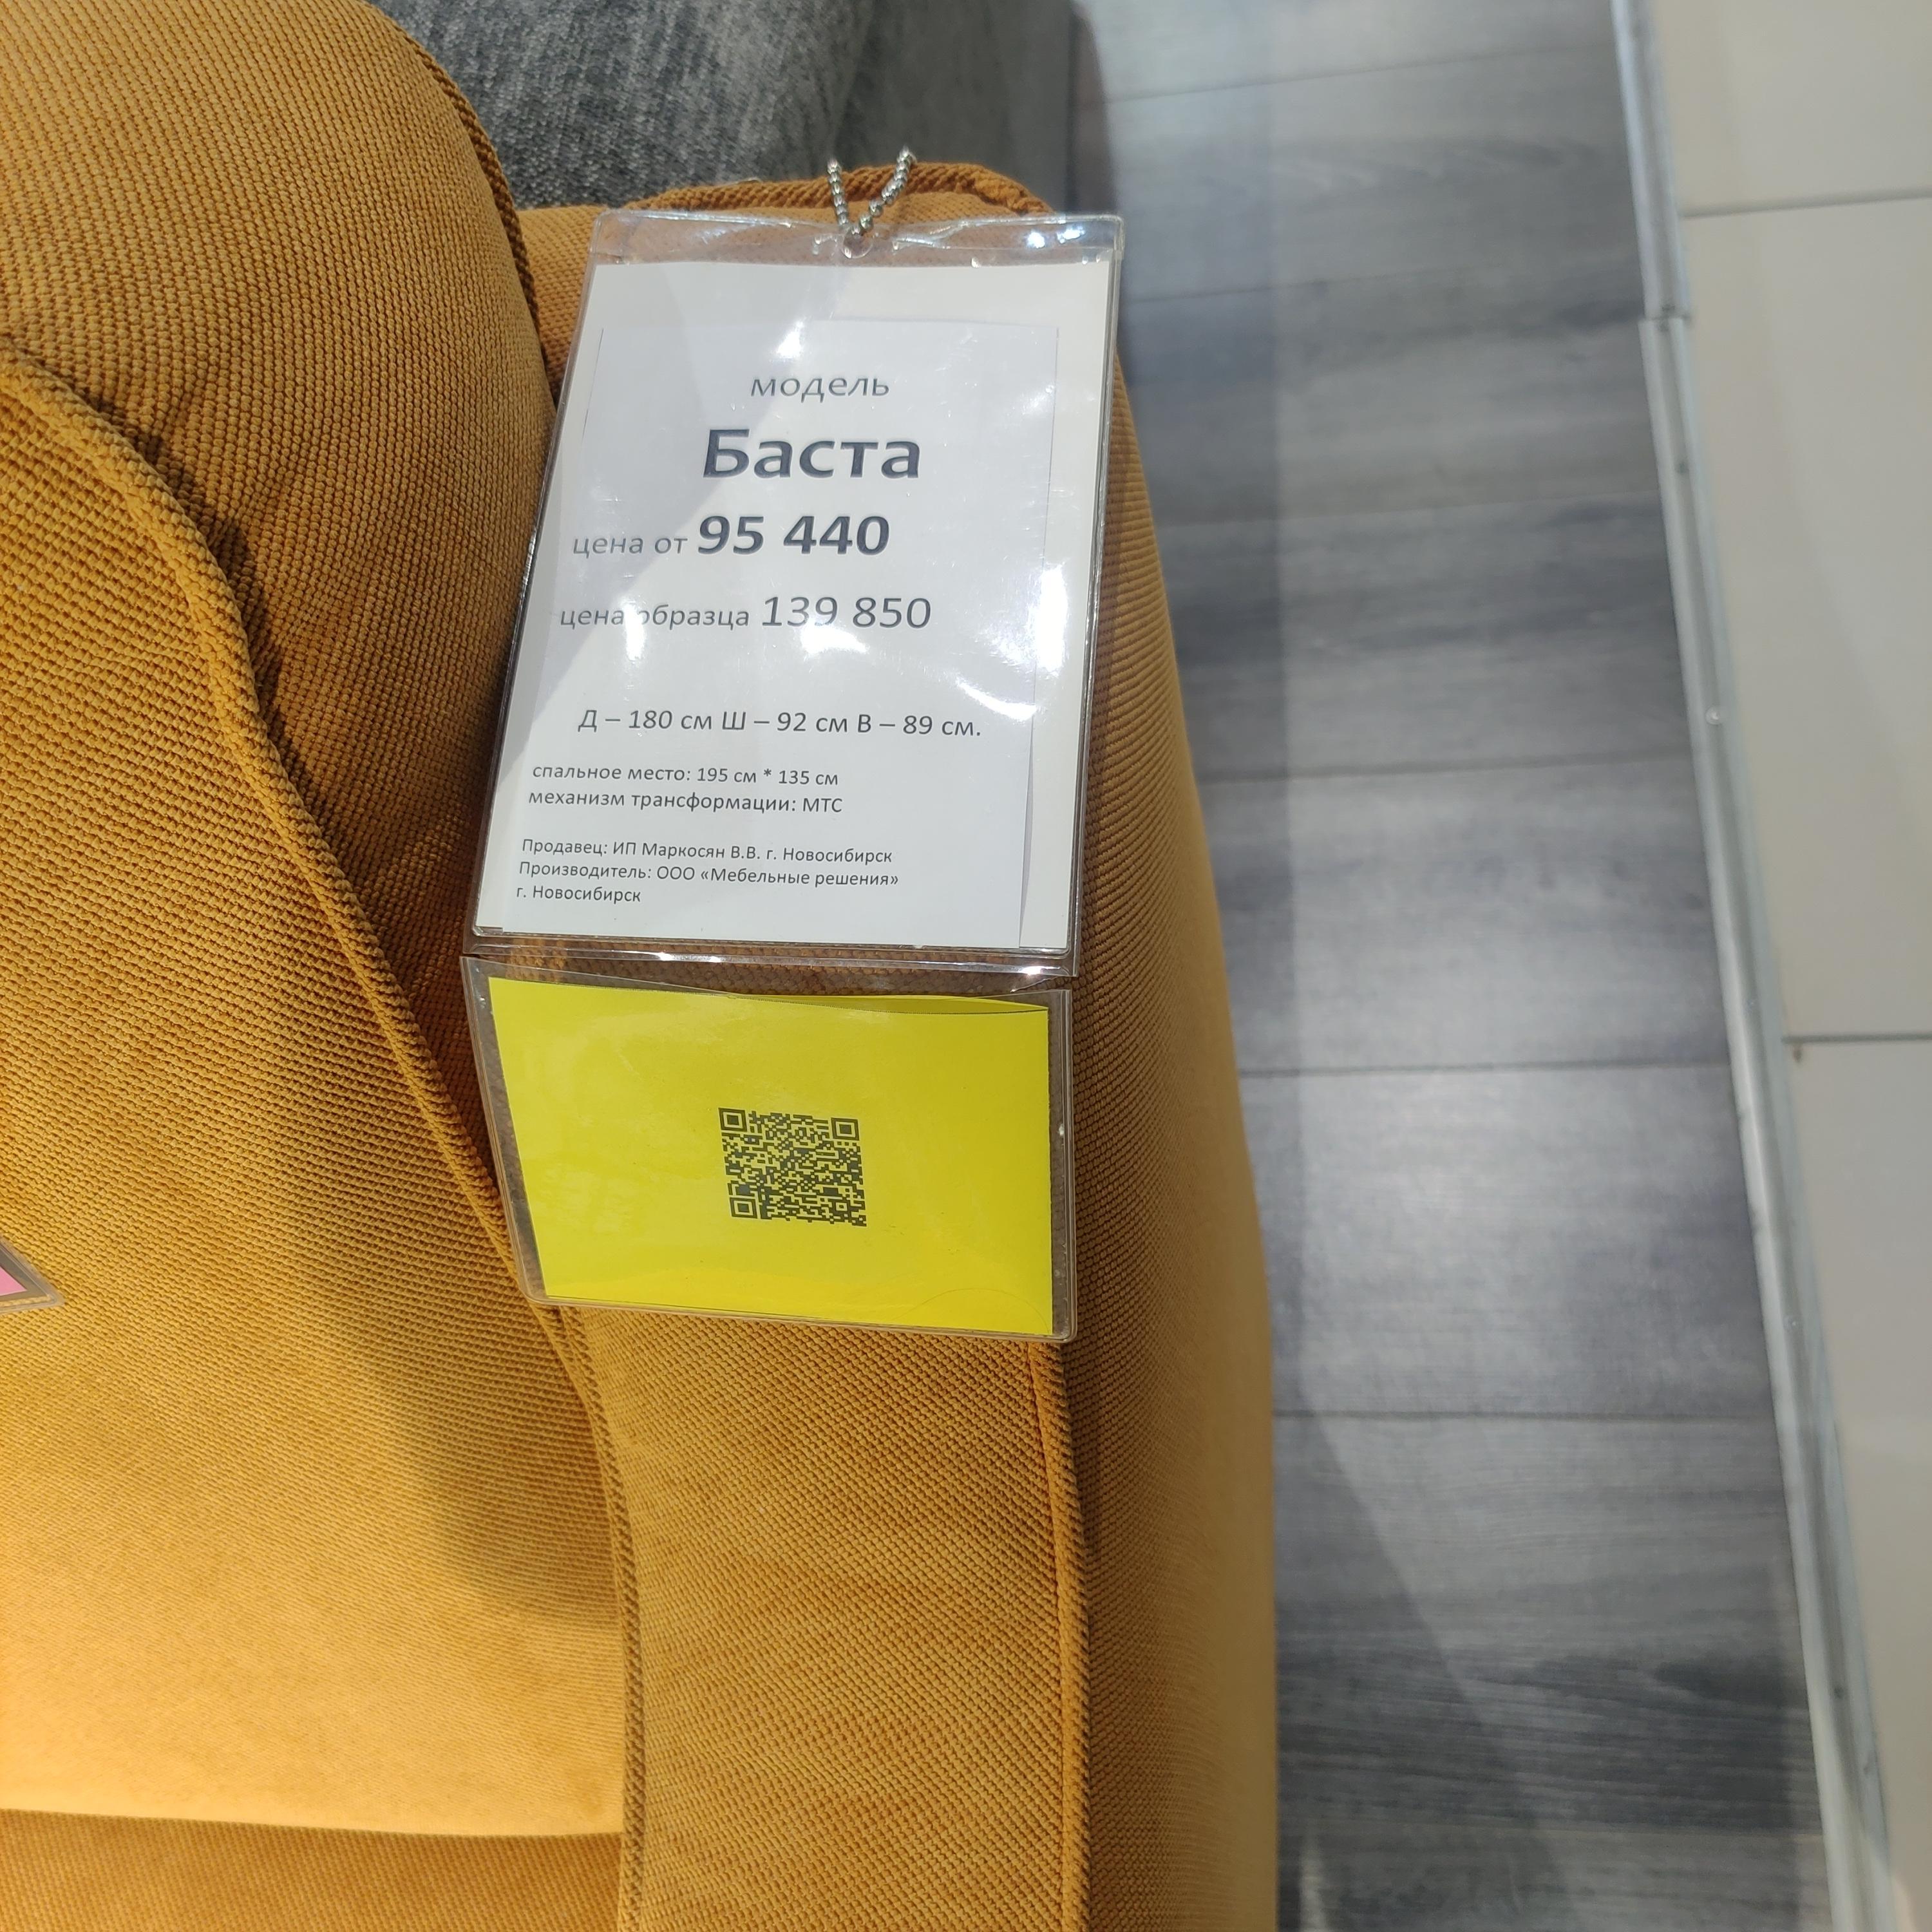 модель
Баста
цена от 95 440
цена образца 139 850
Д – 180 см Ш – 92 см В – 89 см.
спальное место: 195 см * 135 см
механизм трансформации: МТС
Продавец: ИП Маркосян В.В. г. Новосибирск
Производитель: ООО «Мебельные решения»
г. Новосибирск